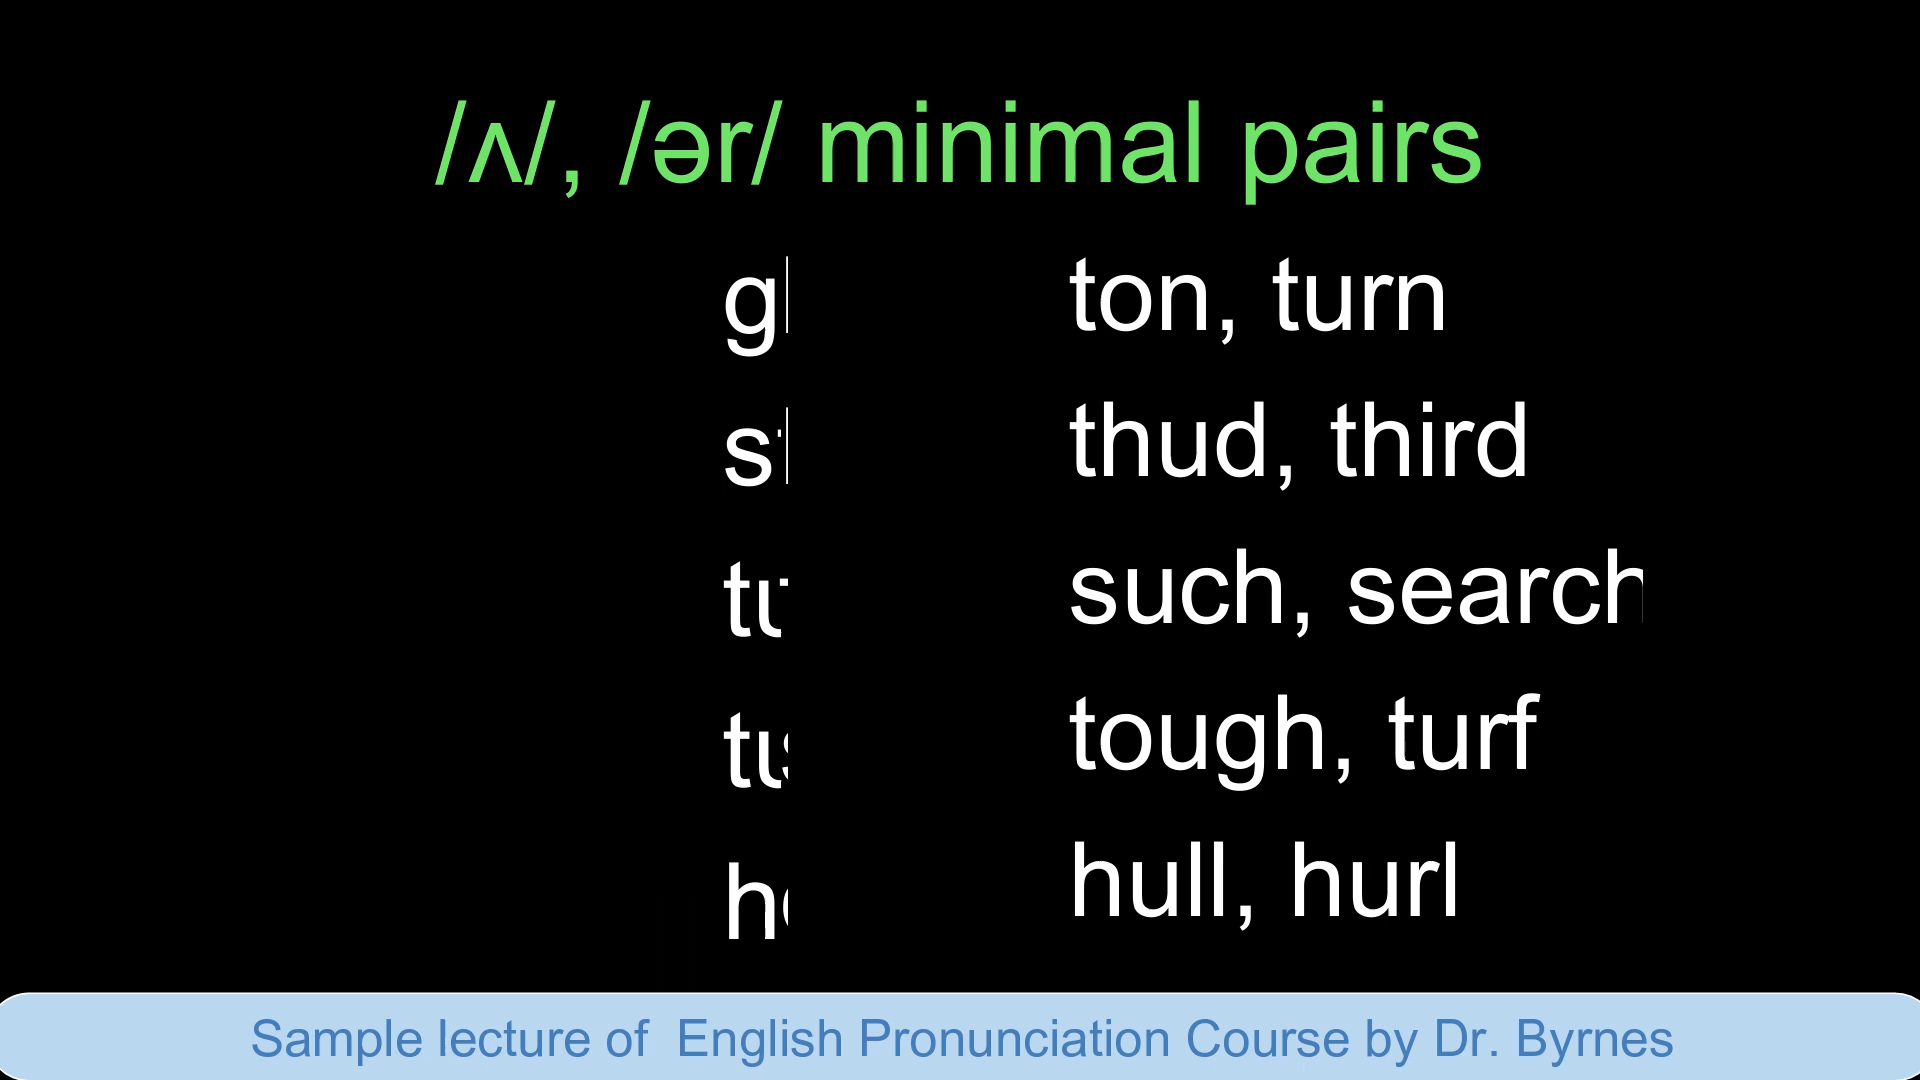 /ʌ/, /ər/ minimal pairs
ton, turn
thud, third
such, search
tough, turf
hull, hurl
Sample lecture of  English Pronunciation Course by Dr. Byrnes